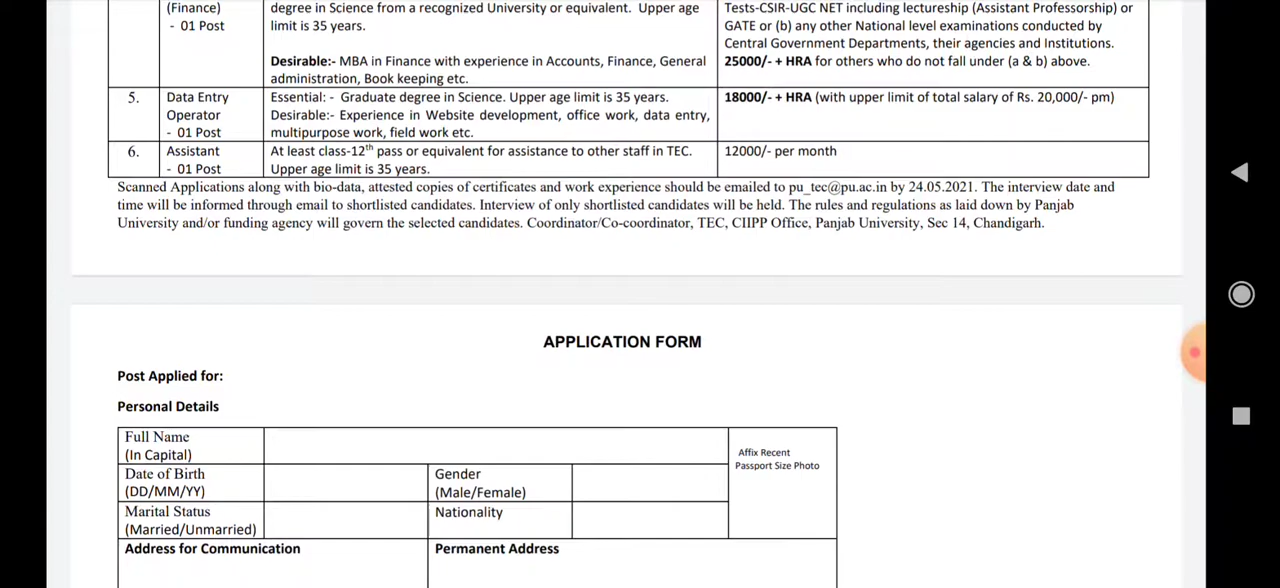 (Finance)
- 01 Post
degree in Science from a recognized University or equivalent. Upper age
limit is 35 years.
Desirable:- MBA in Finance with experience in Accounts, Finance, General
administration, Book keeping etc.
Tests-CSIR-UGC NET including lectureship (Assistant Professorship) or
GATE or (b) any other National level examinations conducted by
Central Government Departments, their agencies and Institutions.
25000/- + HRA for others who do not fall under (a & b) above.
5.
Data Entry
Operator
- 01 Post
Essential: - Graduate degree in Science. Upper age limit is 35 years.
Desirable:- Experience in Website development, office work, data entry,
multipurpose work, field work etc.
18000/- + HRA (with upper limit of total salary of Rs. 20,000/- pm)
6.
Assistant
- 01 Post
At least class-12th pass or equivalent for assistance to other staff in TEC.
Upper age limit is 35 years.
12000/- per month
Scanned Applications along with bio-data, attested copies of certificates and work experience should be emailed to pu_tec@pu.ac.in by 24.05.2021. The interview date and
time will be informed through email to shortlisted candidates. Interview of only shortlisted candidates will be held. The rules and regulations as laid down by Panjab
University and/or funding agency will govern the selected candidates. Coordinator/Co-coordinator, TEC, CIIPP Office, Panjab University, Sec 14, Chandigarh.
APPLICATION FORM
Post Applied for:
Personal Details
Full Name
(In Capital)
Affix Recent
Passport Size Photo
Date of Birth
(DD/MM/YY)
Gender
(Male/Female)
Marital Status
(Married/Unmarried)
Nationality
Address for Communication
Permanent Address